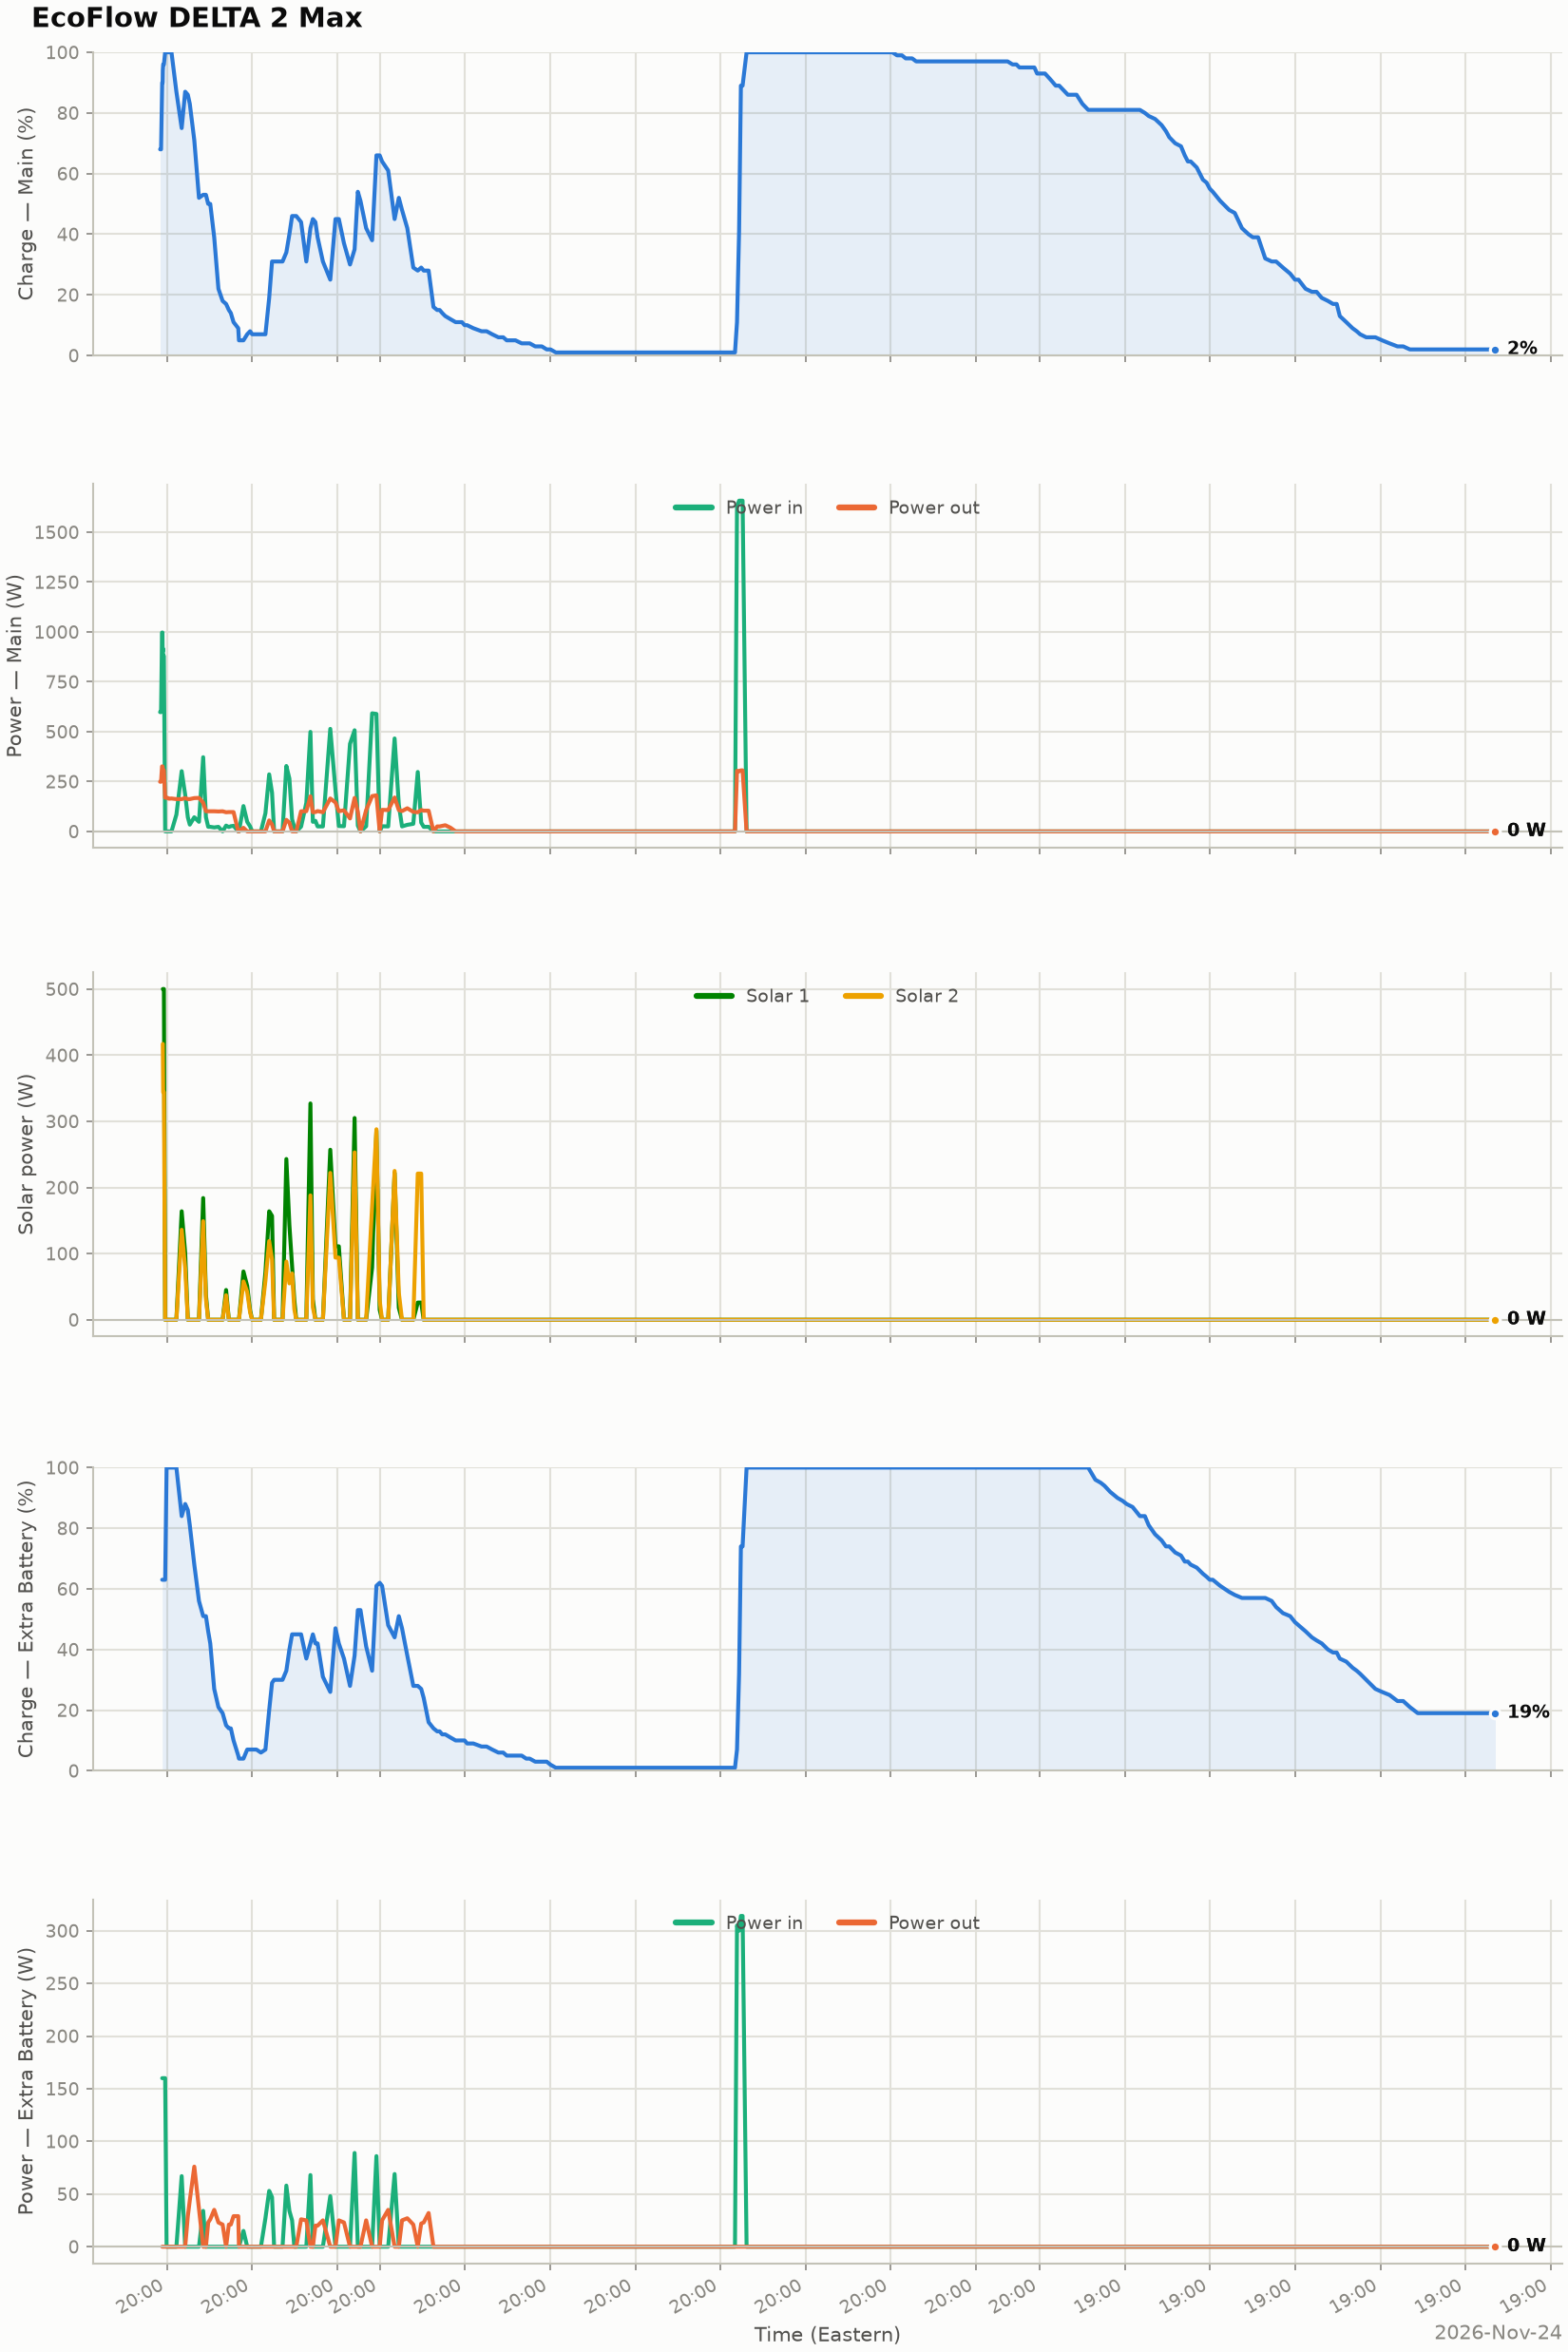 EcoFlow DELTA 2 Max
Charge — Main (%)
100
80
60
40
20
0
2%
Power — Main (W)
Power in
Power out
1500
1250
1000
750
500
250
0
0 W
Solar power (W)
Solar 1
Solar 2
500
400
300
200
100
0
0 W
Charge — Extra Battery (%)
100
80
60
40
20
0
19%
Power — Extra Battery (W)
Power in
Power out
300
250
200
150
100
50
0
0 W
20:00 20:00 20:00 20:00 20:00 20:00 20:00 20:00 20:00 20:00 20:00 20:00 19:00 19:00 19:00 19:00 19:00 19:00
Time (Eastern)
2026-Nov-24